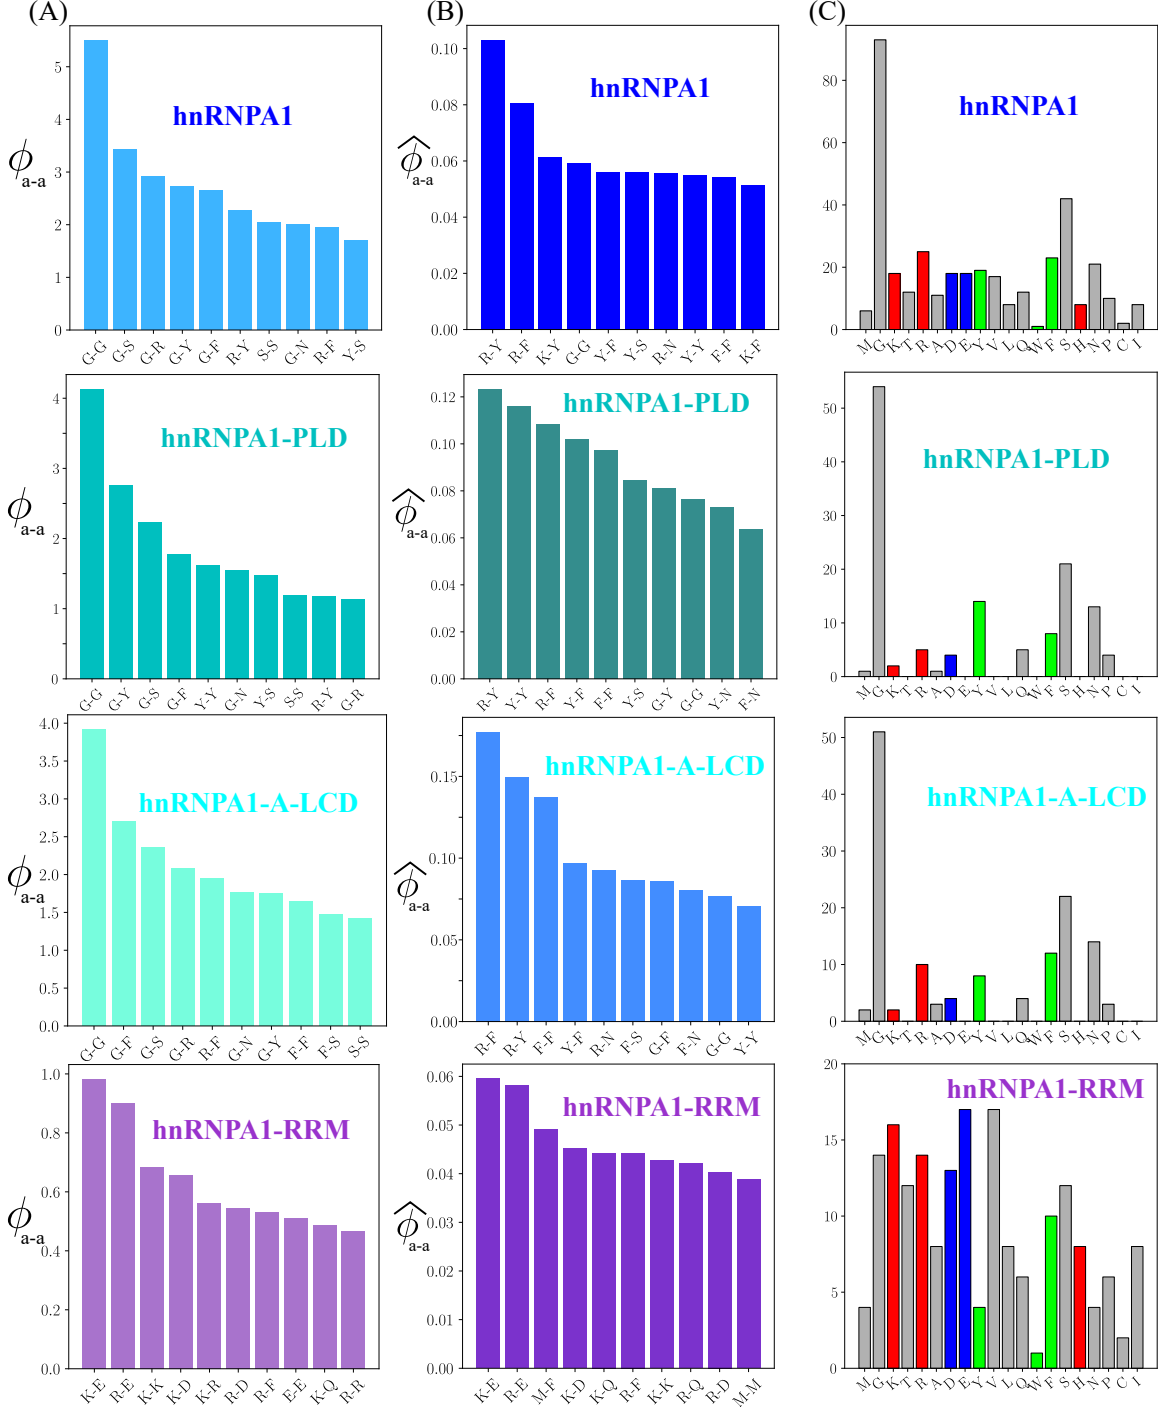 (A)
(B)
(C)
hnRNPA1
ϕ a-a
5
4
3
2
1
0
G-G G-S G-R G-Y G-F R-Y S-S G-N R-F Y-S
hnRNPA1
ϕ̂ a-a
0.10
0.08
0.06
0.04
0.02
0.00
R-Y R-F K-Y G-G Y-F Y-S R-N Y-Y F-F K-F
hnRNPA1
80
60
40
20
0
M G K T R A D E Y V L Q W F S H N P C I
hnRNPA1-PLD
ϕ a-a
4
3
2
1
0
G-G G-Y G-S G-F Y-Y G-N Y-S S-S R-Y G-R
hnRNPA1-PLD
ϕ̂ a-a
0.12
0.10
0.08
0.06
0.04
0.02
0.00
R-Y Y-Y R-F Y-F F-F Y-S G-Y G-G Y-N F-N
hnRNPA1-PLD
50
40
30
20
10
0
M G K T R A D E Y V L Q W F S H N P C I
hnRNPA1-A-LCD
ϕ a-a
4.0
3.5
3.0
2.5
2.0
1.5
1.0
0.5
0.0
G-G G-F G-S G-R R-F G-N G-Y F-F F-S S-S
hnRNPA1-A-LCD
ϕ̂ a-a
0.15
0.10
0.05
0.00
R-F R-Y F-F Y-F R-N F-S G-F F-N G-G Y-Y
hnRNPA1-A-LCD
50
40
30
20
10
0
M G K T R A D E Y V L Q W F S H N P C I
hnRNPA1-RRM
ϕ a-a
1.0
0.8
0.6
0.4
0.2
0.0
K-E R-E K-K K-D K-R R-D R-F E-E K-Q R-R
hnRNPA1-RRM
ϕ̂ a-a
0.06
0.05
0.04
0.03
0.02
0.01
0.00
K-E R-E M-F K-D K-Q R-F K-K R-Q R-D M-M
hnRNPA1-RRM
20
15
10
5
0
M G K T R A D E Y V L Q W F S H N P C I